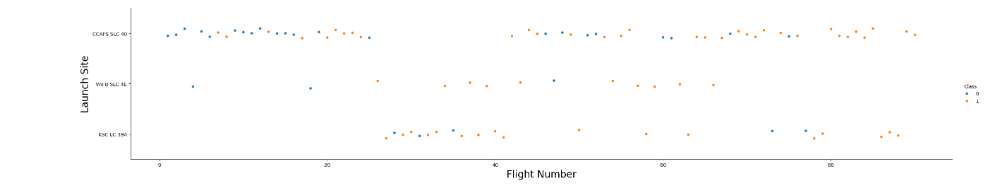 Launch Site
CCAFS SLC 40
VAFB SLC 4E
KSC LC 39A
0
20
40
60
80
Flight Number
Class
0
1